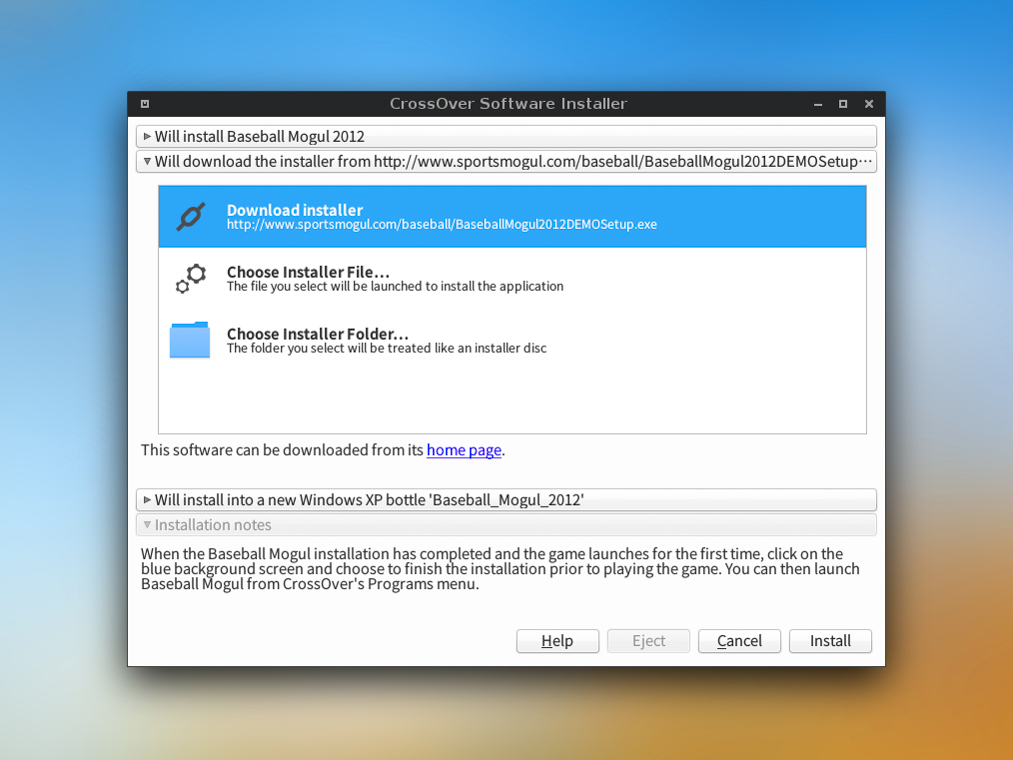 CrossOver Software Installer
Will install Baseball Mogul 2012
Will download the installer from http://www.sportsmogul.com/baseball/BaseballMogul2012DEMOSetup···
Download installer
http://www.sportsmogul.com/baseball/BaseballMogul2012DEMOSetup.exe
Choose Installer File...
The file you select will be launched to install the application
Choose Installer Folder...
The folder you select will be treated like an installer disc
This software can be downloaded from its home page.
Will install into a new Windows XP bottle 'Baseball_Mogul_2012'
Installation notes
When the Baseball Mogul installation has completed and the game launches for the first time, click on the
blue background screen and choose to finish the installation prior to playing the game. You can then launch
Baseball Mogul from CrossOver's Programs menu.
Help Eject Cancel Install